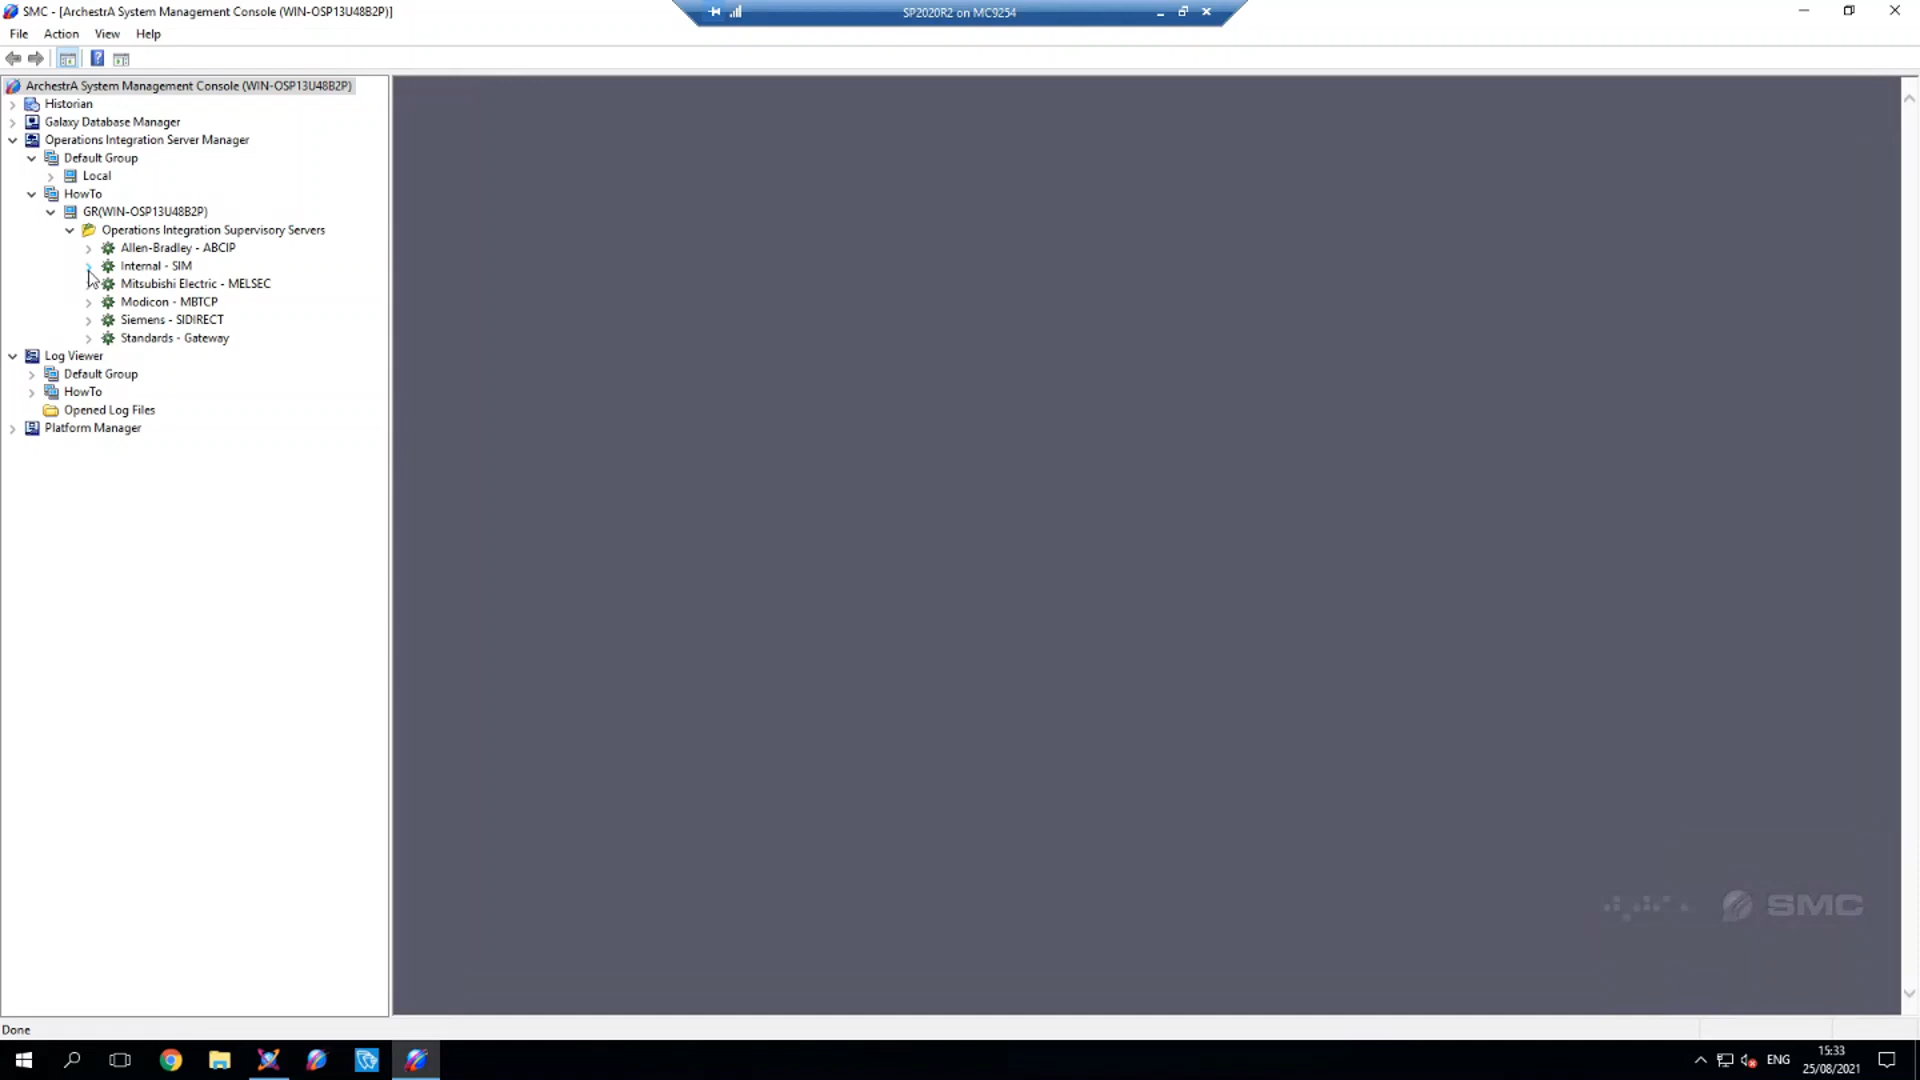 SMC - [ArchestrA System Management Console (WIN-OSP13U48B2P)]
SP2020R2 on MC9254
File Action View Help
ArchestrA System Management Console (WIN-OSP13U48B2P)
Historian
Galaxy Database Manager
Operations Integration Server Manager
Default Group
Local
HowTo
GR(WIN-OSP13U48B2P)
Operations Integration Supervisory Servers
Allen-Bradley - ABCIP
Internal - SIM
Mitsubishi Electric - MELSEC
Modicon - MBTCP
Siemens - SIDIRECT
Standards - Gateway
Log Viewer
Default Group
HowTo
Opened Log Files
Platform Manager
SMC
Done
ENG
15:33
25/08/2021